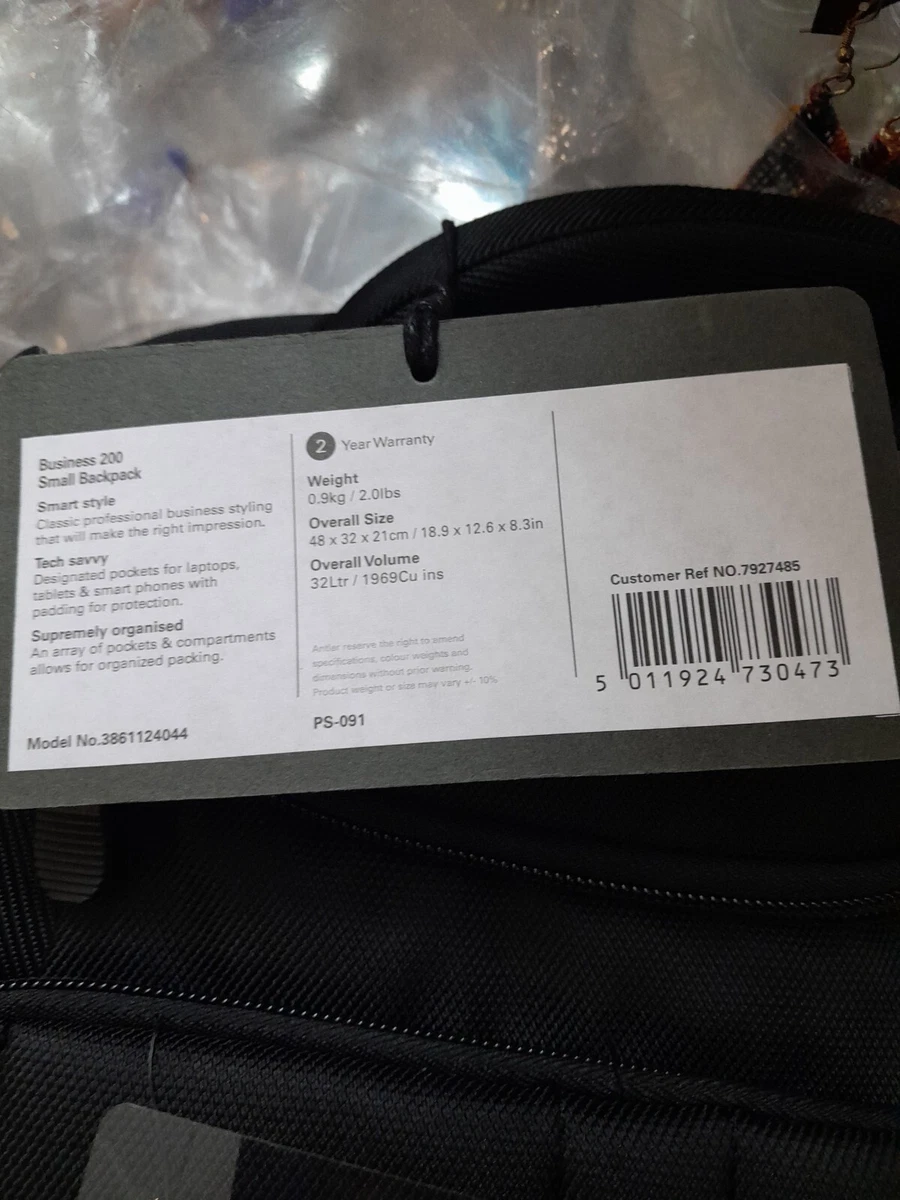 Business 200
Small Backpack
Smart style
Classic professional business styling
that will make the right impression.
Tech savvy
Designated pockets for laptops,
tablets & smart phones with
padding for protection.
Supremely organised
An array of pockets & compartments
allows for organized packing.
Model No.3861124044
2 Year Warranty
Weight
0.9kg / 2.0lbs
Overall Size
48 x 32 x 21cm / 18.9 x 12.6 x 8.3in
Overall Volume
32Ltr / 1969Cu ins
Antler reserve the right to amend
specifications, colour weights and
dimensions without prior warning.
Product weight or size may vary +/- 10%
PS-091
Customer Ref NO.7927485
5 011924 730473